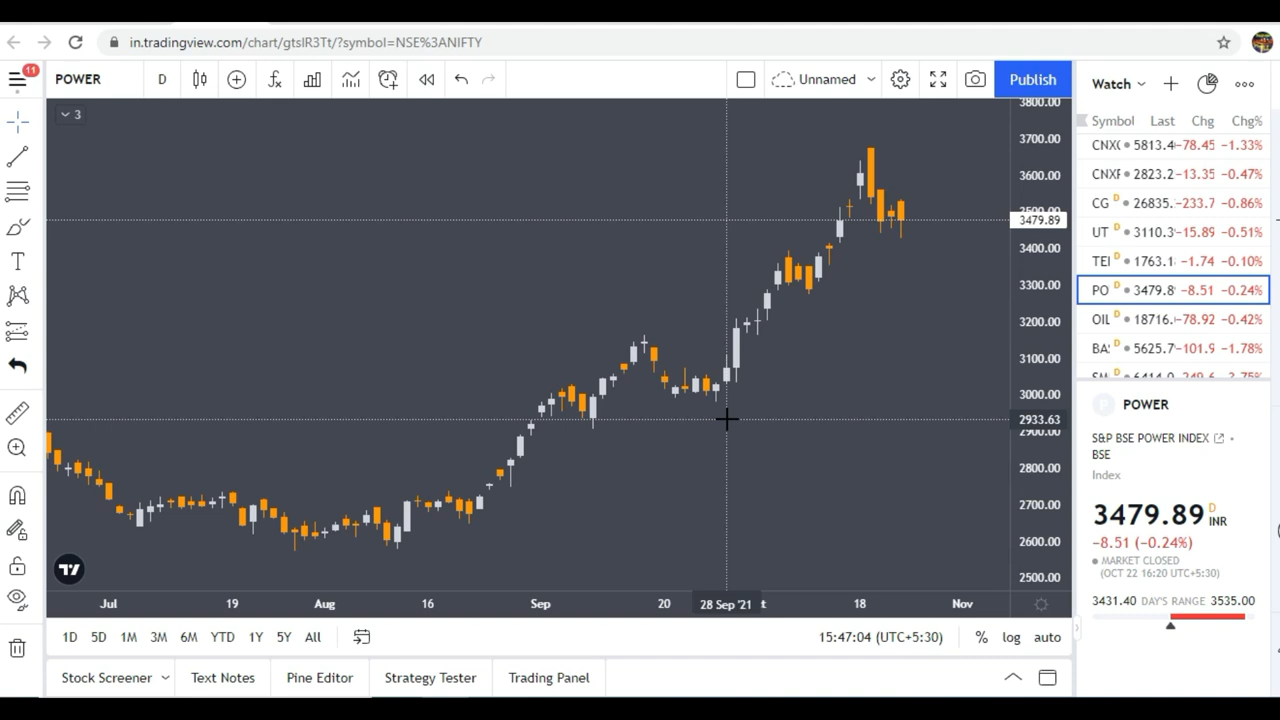 in.tradingview.com/chart/gtslR3Tt/?symbol=NSE%3ANIFTY
11
POWER D Unnamed Publish
Watch
3
Symbol Last Chg Chg%
CNX 5813.4 −78.45 −1.33%
CNXF 2823.2 −13.35 −0.47%
CG D 26835. −233.7 −0.86%
UT D 3110.3 −15.89 −0.51%
TEI D 1763.1 −1.74 −0.10%
PO D 3479.8 −8.51 −0.24%
OIL D 18716. −78.92 −0.42%
BA D 5625.7 −101.9 −1.78%
3800.00
3700.00
3600.00
3500.00
3479.89
3400.00
3300.00
3200.00
3100.00
3000.00
2933.63
2900.00
2800.00
2700.00
2600.00
2500.00
Jul 19 Aug 16 Sep 20 28 Sep '21 18 Nov
POWER
S&P BSE POWER INDEX
BSE
Index
3479.89 D INR
−8.51 (−0.24%)
MARKET CLOSED
(OCT 22 16:20 UTC+5:30)
3431.40 DAY'S RANGE 3535.00
1D 5D 1M 3M 6M YTD 1Y 5Y All
15:47:04 (UTC+5:30) % log auto
Stock Screener Text Notes Pine Editor Strategy Tester Trading Panel